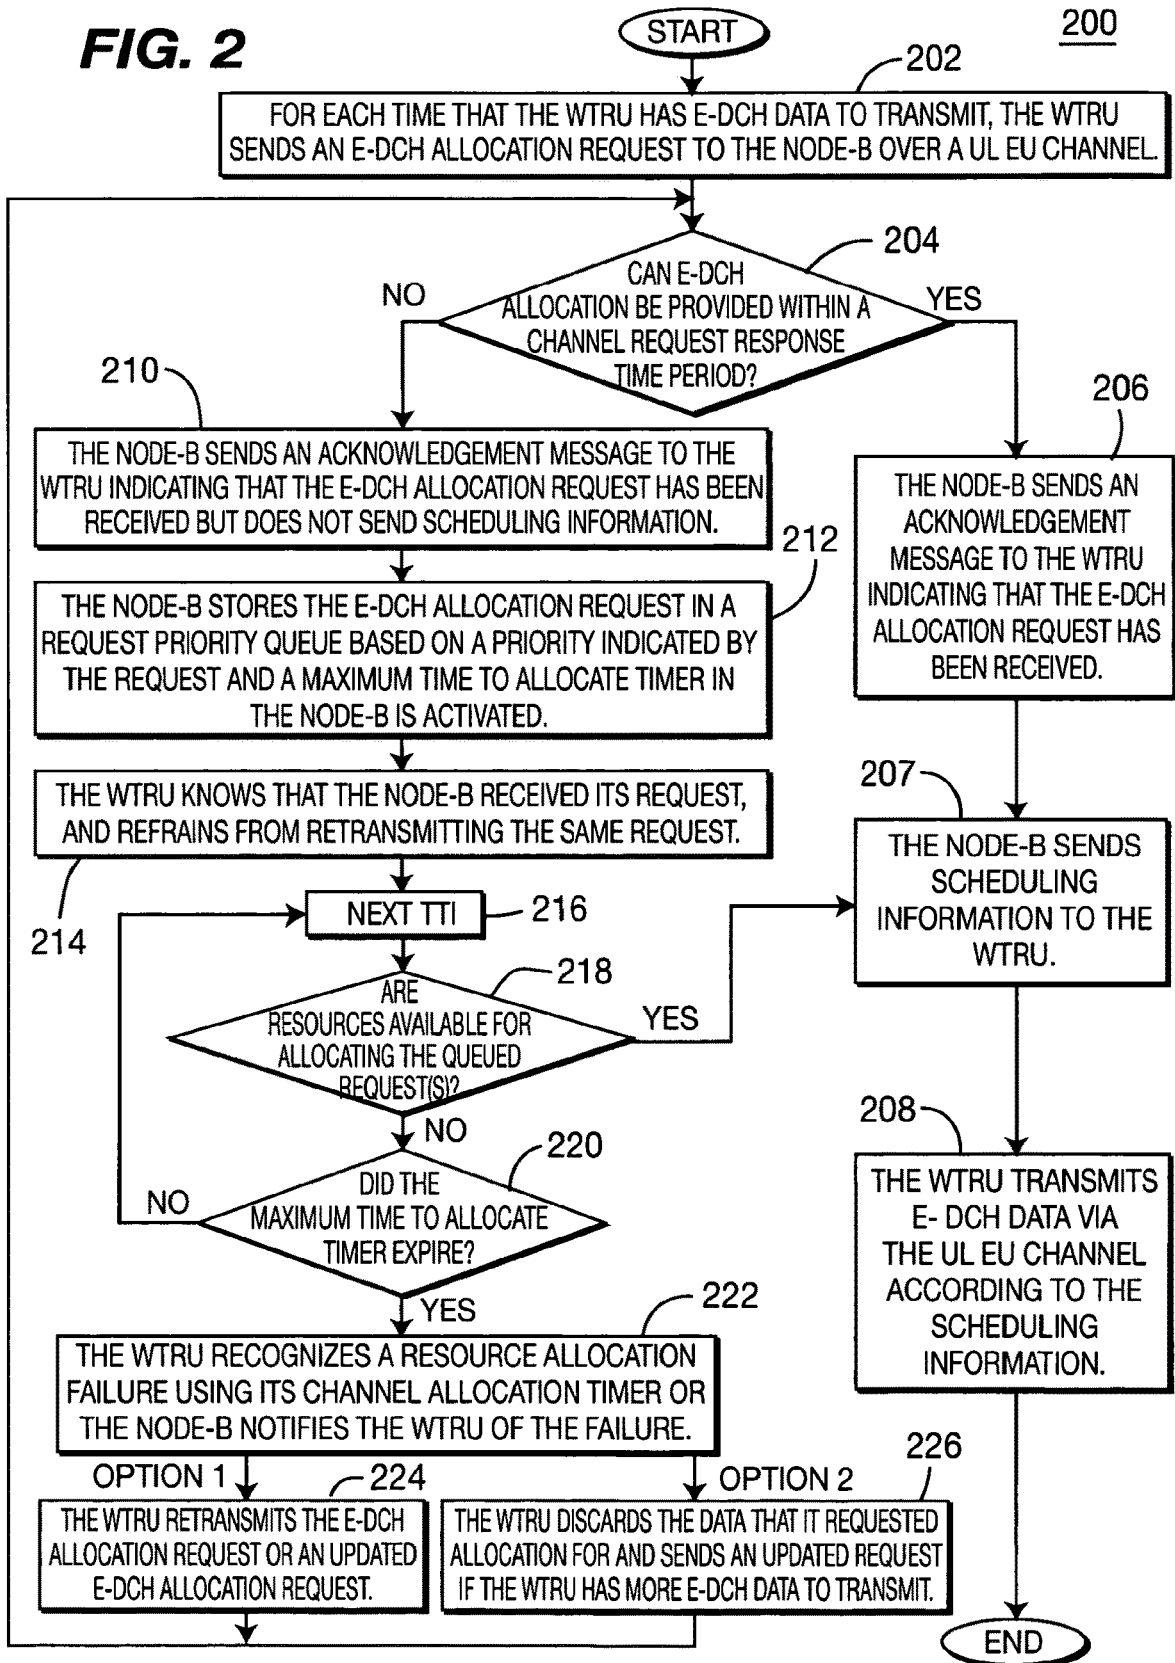 FIG. 2
START
200
202
FOR EACH TIME THAT THE WTRU HAS E-DCH DATA TO TRANSMIT, THE WTRU
SENDS AN E-DCH ALLOCATION REQUEST TO THE NODE-B OVER A UL EU CHANNEL.
204
CAN E-DCH
ALLOCATION BE PROVIDED WITHIN A
CHANNEL REQUEST RESPONSE
TIME PERIOD?
NO
YES
210
THE NODE-B SENDS AN ACKNOWLEDGEMENT MESSAGE TO THE
WTRU INDICATING THAT THE E-DCH ALLOCATION REQUEST HAS BEEN
RECEIVED BUT DOES NOT SEND SCHEDULING INFORMATION.
206
THE NODE-B SENDS AN
ACKNOWLEDGEMENT
MESSAGE TO THE WTRU
INDICATING THAT THE E-DCH
ALLOCATION REQUEST HAS
BEEN RECEIVED.
212
THE NODE-B STORES THE E-DCH ALLOCATION REQUEST IN A
REQUEST PRIORITY QUEUE BASED ON A PRIORITY INDICATED BY
THE REQUEST AND A MAXIMUM TIME TO ALLOCATE TIMER IN
THE NODE-B IS ACTIVATED.
THE WTRU KNOWS THAT THE NODE-B RECEIVED ITS REQUEST,
AND REFRAINS FROM RETRANSMITTING THE SAME REQUEST.
214
207
THE NODE-B SENDS
SCHEDULING
INFORMATION TO THE
WTRU.
NEXT TTI
216
218
ARE
RESOURCES AVAILABLE FOR
ALLOCATING THE QUEUED
REQUEST(S)?
YES
NO
208
THE WTRU TRANSMITS
E- DCH DATA VIA
THE UL EU CHANNEL
ACCORDING TO THE
SCHEDULING
INFORMATION.
220
DID THE
MAXIMUM TIME TO ALLOCATE
TIMER EXPIRE?
NO
YES
222
THE WTRU RECOGNIZES A RESOURCE ALLOCATION
FAILURE USING ITS CHANNEL ALLOCATION TIMER OR
THE NODE-B NOTIFIES THE WTRU OF THE FAILURE.
OPTION 1
224
THE WTRU RETRANSMITS THE E-DCH
ALLOCATION REQUEST OR AN UPDATED
E-DCH ALLOCATION REQUEST.
OPTION 2
226
THE WTRU DISCARDS THE DATA THAT IT REQUESTED
ALLOCATION FOR AND SENDS AN UPDATED REQUEST
IF THE WTRU HAS MORE E-DCH DATA TO TRANSMIT.
END